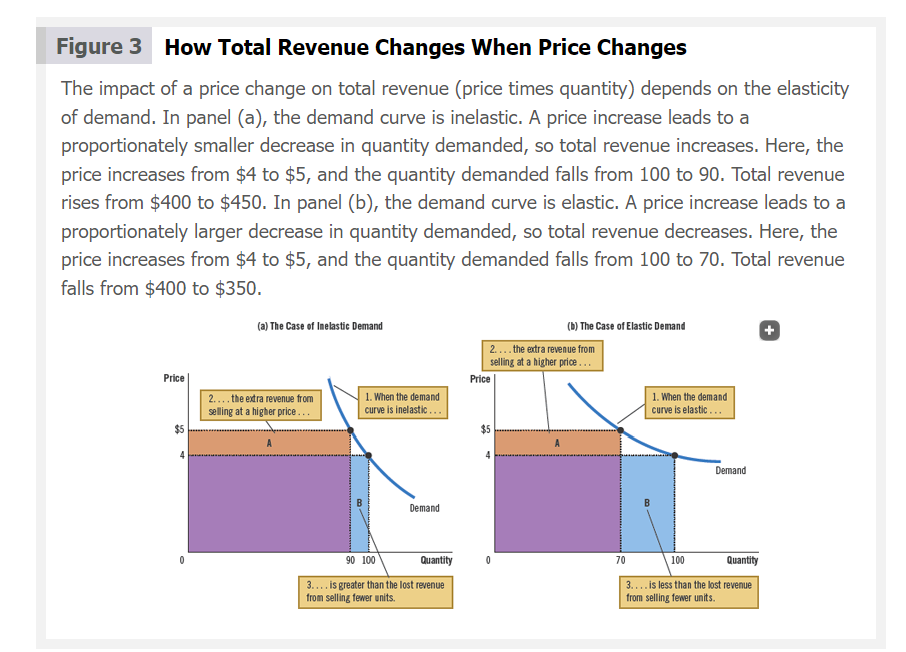 Figure 3 How Total Revenue Changes When Price Changes
The impact of a price change on total revenue (price times quantity) depends on the elasticity
of demand. In panel (a), the demand curve is inelastic. A price increase leads to a
proportionately smaller decrease in quantity demanded, so total revenue increases. Here, the
price increases from $4 to $5, and the quantity demanded falls from 100 to 90. Total revenue
rises from $400 to $450. In panel (b), the demand curve is elastic. A price increase leads to a
proportionately larger decrease in quantity demanded, so total revenue decreases. Here, the
price increases from $4 to $5, and the quantity demanded falls from 100 to 70. Total revenue
falls from $400 to $350.
(a) The Case of Inelastic Demand
Price
2. . . . the extra revenue from
selling at a higher price . . .
1. When the demand
curve is inelastic . . .
$5
A
4
B
Demand
0
90 100
Quantity
3. . . . is greater than the lost revenue
from selling fewer units.
(b) The Case of Elastic Demand
+
2. . . . the extra revenue from
selling at a higher price . . .
Price
1. When the demand
curve is elastic . . .
$5
A
4
Demand
B
0
70
100
Quantity
3. . . . is less than the lost revenue
from selling fewer units.